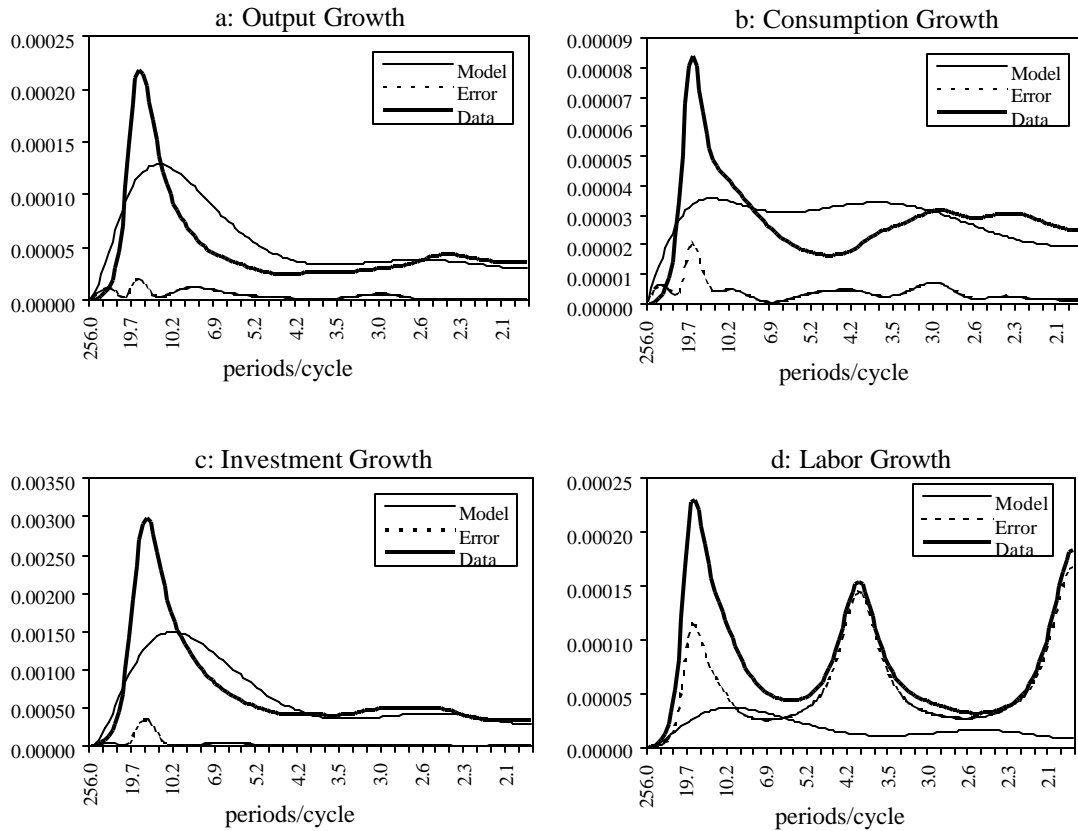 a: Output Growth
0.00025
0.00020
0.00015
0.00010
0.00005
0.00000
Model
Error
Data
256.0 19.7 10.2 6.9 5.2 4.2 3.5 3.0 2.6 2.3 2.1
periods/cycle
b: Consumption Growth
0.00009
0.00008
0.00007
0.00006
0.00005
0.00004
0.00003
0.00002
0.00001
0.00000
Model
Error
Data
256.0 19.7 10.2 6.9 5.2 4.2 3.5 3.0 2.6 2.3 2.1
periods/cycle
c: Investment Growth
0.00350
0.00300
0.00250
0.00200
0.00150
0.00100
0.00050
0.00000
Model
Error
Data
256.0 19.7 10.2 6.9 5.2 4.2 3.5 3.0 2.6 2.3 2.1
periods/cycle
d: Labor Growth
0.00025
0.00020
0.00015
0.00010
0.00005
0.00000
Model
Error
Data
256.0 19.7 10.2 6.9 5.2 4.2 3.5 3.0 2.6 2.3 2.1
periods/cycle